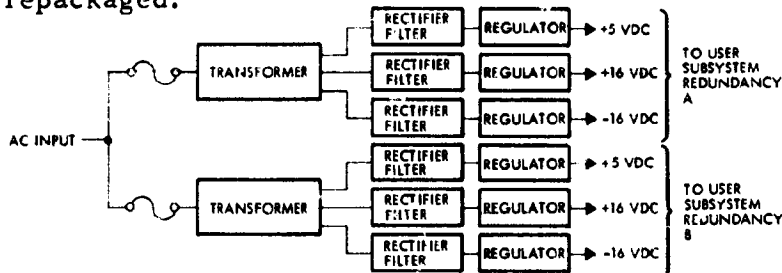 repackaged.
RECTIFIER
FILTER
REGULATOR
+5 VDC
TRANSFORMER
RECTIFIER
FILTER
REGULATOR
+16 VDC
TO USER
SUBSYSTEM
REDUNDANCY
A
RECTIFIER
FILTER
REGULATOR
-16 VDC
AC INPUT
RECTIFIER
FILTER
REGULATOR
+5 VDC
TRANSFORMER
RECTIFIER
FILTER
REGULATOR
+16 VDC
TO USER
SUBSYSTEM
REDUNDANCY
B
RECTIFIER
FILTER
REGULATOR
-16 VDC